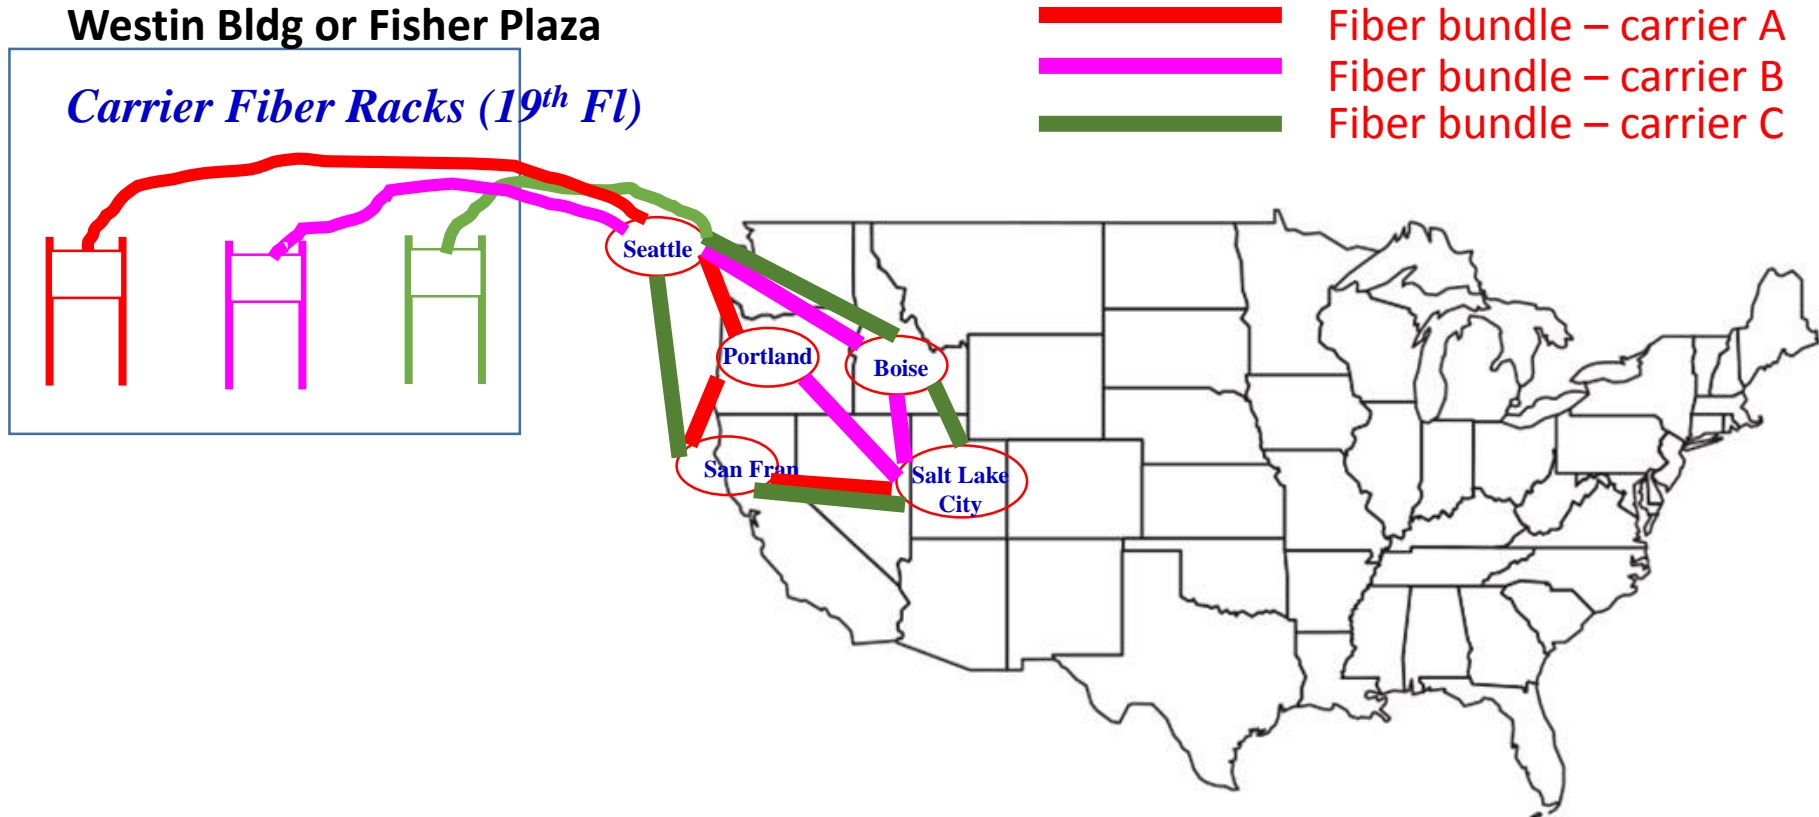 Westin Bldg or Fisher Plaza
Fiber bundle – carrier A
Fiber bundle – carrier B
Fiber bundle – carrier C
Carrier Fiber Racks (19th Fl)
Seattle
Portland
Boise
San Fran
Salt Lake
City